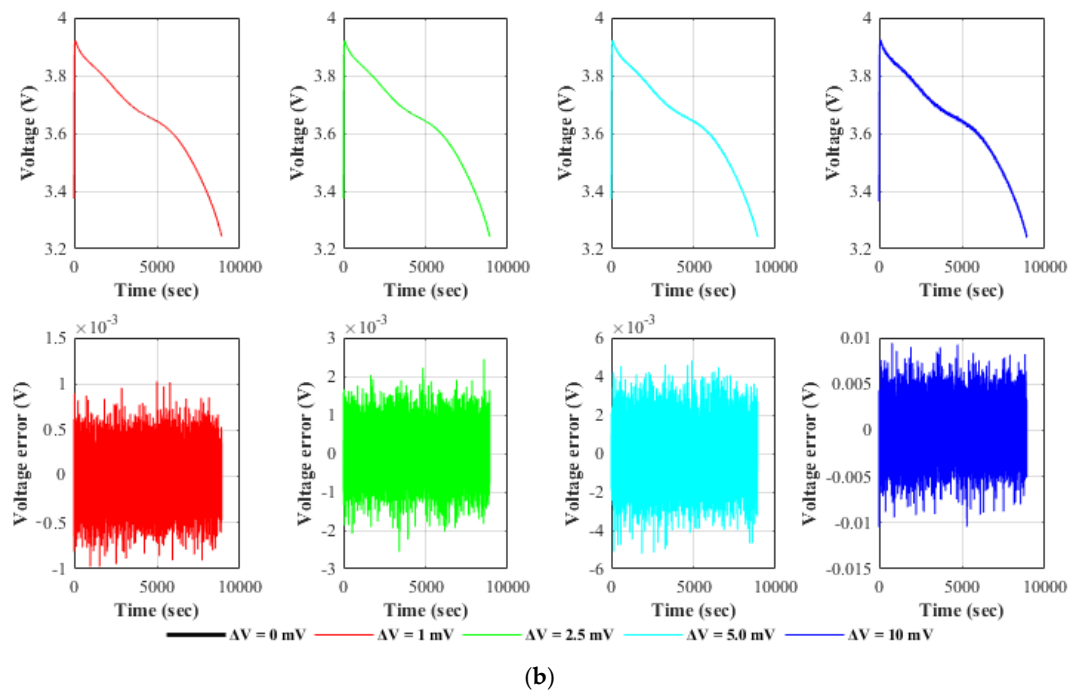 4 4 4 4
3.8 3.8 3.8 3.8
3.6 3.6 3.6 3.6
3.4 3.4 3.4 3.4
3.2 3.2 3.2 3.2
Voltage (V) Voltage (V) Voltage (V) Voltage (V)
0 5000 10000 0 5000 10000 0 5000 10000 0 5000 10000
Time (sec) Time (sec) Time (sec) Time (sec)
×10-3 ×10-3 ×10-3
1.5 3 6 0.01
1 2 4 0.005
0.5 1 2 0
0 0 0 -0.005
-0.5 -1 -2 -0.01
-1 -2 -4 -0.015
-3 -6
Voltage error (V) Voltage error (V) Voltage error (V) Voltage error (V)
0 5000 10000 0 5000 10000 0 5000 10000 0 5000 10000
Time (sec) Time (sec) Time (sec) Time (sec)
ΔV = 0 mV ΔV = 1 mV ΔV = 2.5 mV ΔV = 5.0 mV ΔV = 10 mV
(b)